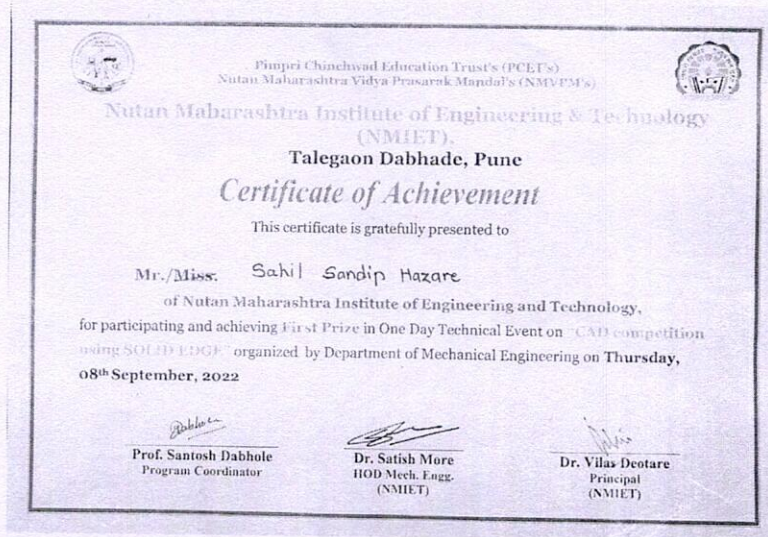 Pimpri Chinchwad Education Trust's (PCET's)
Nutan Maharashtra Vidya Prasarak Mandal's (NMVPM's)
Nutan Maharashtra Institute of Engineering & Technology
(NMIET),
Talegaon Dabhade, Pune
Certificate of Achievement
This certificate is gratefully presented to
Mr./Miss. Sahil Sandip Hazare
of Nutan Maharashtra Institute of Engineering and Technology,
for participating and achieving First Prize in One Day Technical Event on "CAD competition
using SOLID EDGE" organized by Department of Mechanical Engineering on Thursday,
08th September, 2022
Prof. Santosh Dabhole
Program Coordinator
Dr. Satish More
HOD Mech. Engg.
(NMIET)
Dr. Vilas Deotare
Principal
(NMIET)